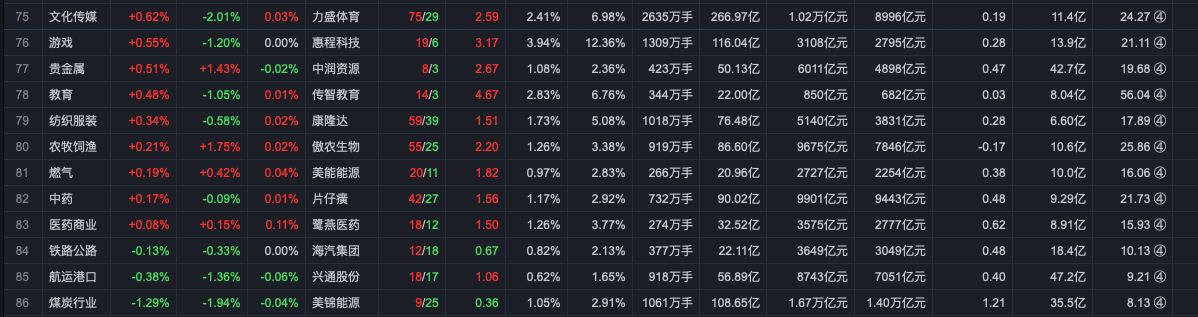 75 文化传媒 +0.62% -2.01% 0.03% 力盛体育 75/29 2.59 2.41% 6.98% 2635万手 266.97亿 1.02万亿元 8996亿元 0.19 11.4亿 24.27 ④
76 游戏 +0.55% -1.20% 0.00% 惠程科技 19/6 3.17 3.94% 12.36% 1309万手 116.04亿 3108亿元 2795亿元 0.28 13.9亿 21.11 ④
77 贵金属 +0.51% +1.43% -0.02% 中润资源 8/3 2.67 1.08% 2.36% 423万手 50.13亿 6011亿元 4898亿元 0.47 42.7亿 19.68 ④
78 教育 +0.48% -1.05% 0.01% 传智教育 14/3 4.67 2.83% 6.76% 344万手 22.00亿 850亿元 682亿元 0.03 8.04亿 56.04 ④
79 纺织服装 +0.34% -0.58% 0.02% 康隆达 59/39 1.51 1.73% 5.08% 1018万手 76.48亿 5140亿元 3831亿元 0.28 6.60亿 17.89 ④
80 农牧饲渔 +0.21% +1.75% 0.02% 傲农生物 55/25 2.20 1.26% 3.38% 919万手 86.60亿 9675亿元 7846亿元 -0.17 10.6亿 25.86 ④
81 燃气 +0.19% +0.42% 0.04% 美能能源 20/11 1.82 0.97% 2.83% 266万手 20.96亿 2727亿元 2254亿元 0.38 10.0亿 16.06 ④
82 中药 +0.17% -0.09% 0.01% 片仔癀 42/27 1.56 1.17% 2.92% 732万手 90.02亿 9901亿元 9443亿元 0.48 9.29亿 21.73 ④
83 医药商业 +0.08% +0.15% 0.11% 鹭燕医药 18/12 1.50 1.26% 3.77% 274万手 32.52亿 3575亿元 2777亿元 0.62 8.91亿 15.93 ④
84 铁路公路 -0.13% -0.33% 0.00% 海汽集团 12/18 0.67 0.82% 2.13% 377万手 22.11亿 3649亿元 3049亿元 0.48 18.4亿 10.13 ④
85 航运港口 -0.38% -1.36% -0.06% 兴通股份 18/17 1.06 0.62% 1.65% 918万手 56.89亿 8743亿元 7051亿元 0.40 47.2亿 9.21 ④
86 煤炭行业 -1.29% -1.94% -0.04% 美锦能源 9/25 0.36 1.05% 2.91% 1061万手 108.65亿 1.67万亿元 1.40万亿元 1.21 35.5亿 8.13 ④